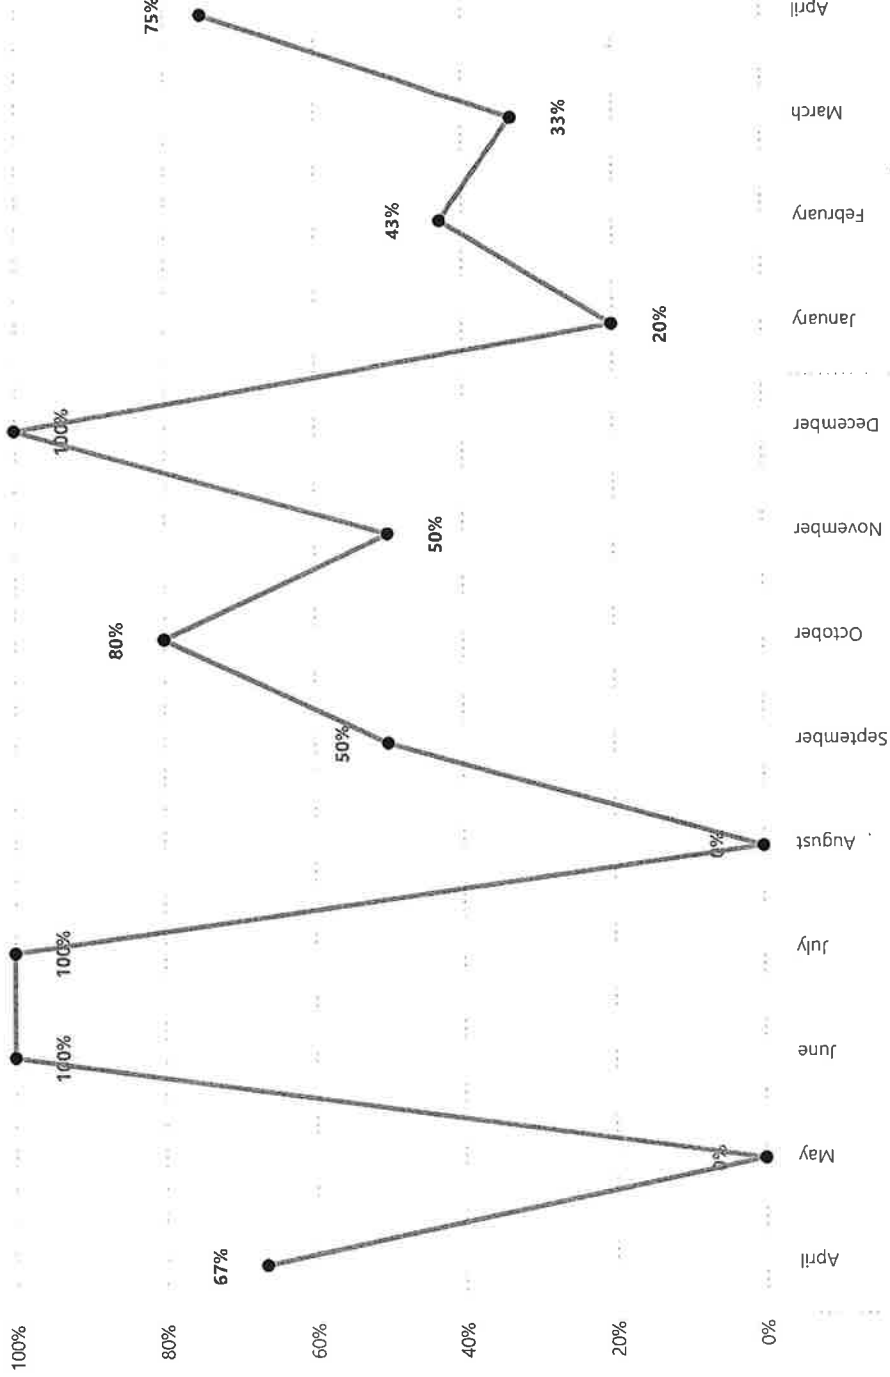 100%
80%
60%
40%
20%
0%
67%
0%
100%
100%
0%
50%
80%
50%
100%
20%
43%
33%
75%
April
May
June
July
August
September
October
November
December
January
February
March
April